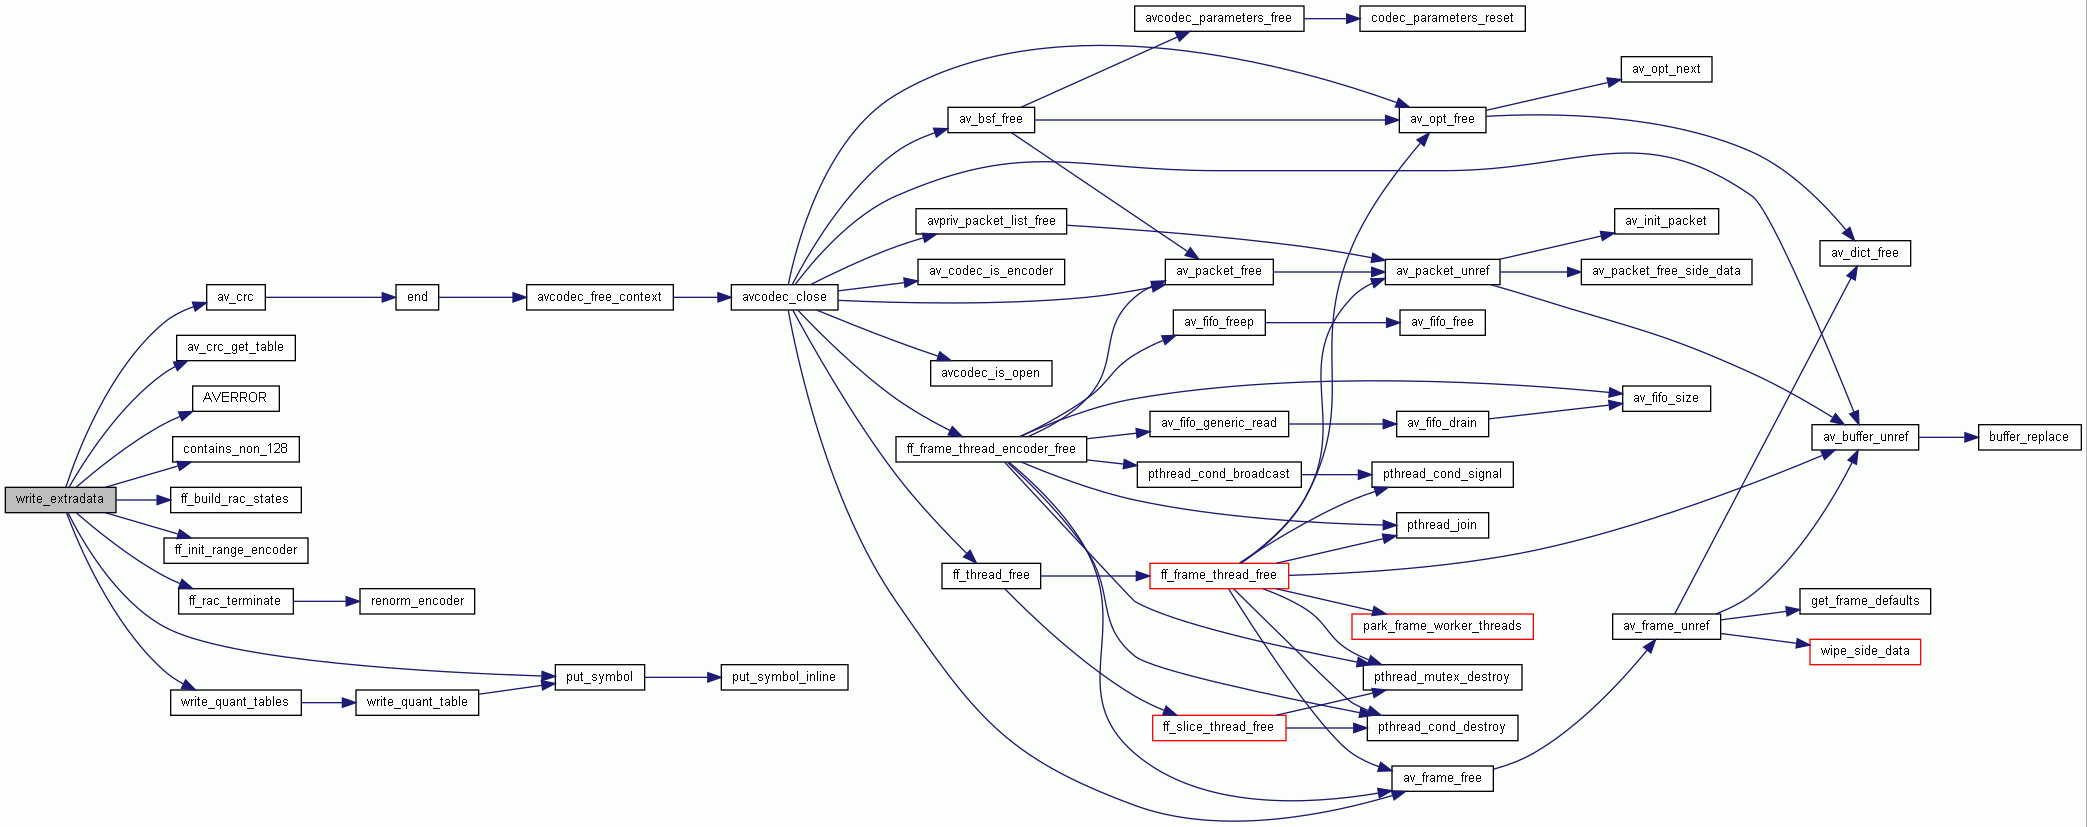 write_extradata
av_crc
av_crc_get_table
AVERROR
contains_non_128
ff_build_rac_states
ff_init_range_encoder
ff_rac_terminate
write_quant_tables
end
renorm_encoder
write_quant_table
avcodec_free_context
put_symbol
avcodec_close
put_symbol_inline
av_bsf_free
avpriv_packet_list_free
av_codec_is_encoder
avcodec_is_open
ff_frame_thread_encoder_free
ff_thread_free
avcodec_parameters_free
av_packet_free
av_fifo_freep
av_fifo_generic_read
pthread_cond_broadcast
ff_frame_thread_free
ff_slice_thread_free
codec_parameters_reset
av_opt_free
av_packet_unref
av_fifo_free
av_fifo_drain
pthread_cond_signal
pthread_join
park_frame_worker_threads
pthread_mutex_destroy
pthread_cond_destroy
av_frame_free
av_opt_next
av_init_packet
av_packet_free_side_data
av_fifo_size
av_frame_unref
av_dict_free
av_buffer_unref
get_frame_defaults
wipe_side_data
buffer_replace